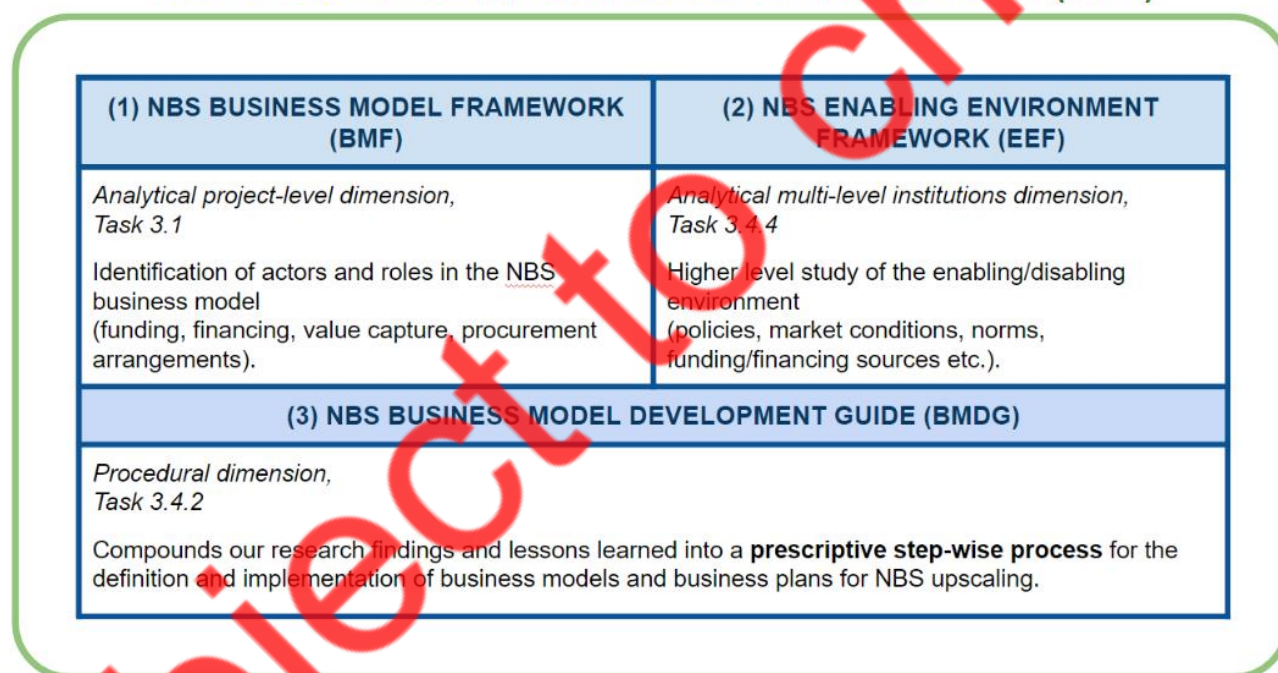 (1) NBS BUSINESS MODEL FRAMEWORK
(BMF)
(2) NBS ENABLING ENVIRONMENT
FRAMEWORK (EEF)
Analytical project-level dimension,
Task 3.1
Identification of actors and roles in the NBS
business model
(funding, financing, value capture, procurement
arrangements).
Analytical multi-level institutions dimension,
Task 3.4.4
Higher level study of the enabling/disabling
environment
(policies, market conditions, norms,
funding/financing sources etc.).
(3) NBS BUSINESS MODEL DEVELOPMENT GUIDE (BMDG)
Procedural dimension,
Task 3.4.2
Compounds our research findings and lessons learned into a prescriptive step-wise process for the
definition and implementation of business models and business plans for NBS upscaling.
to